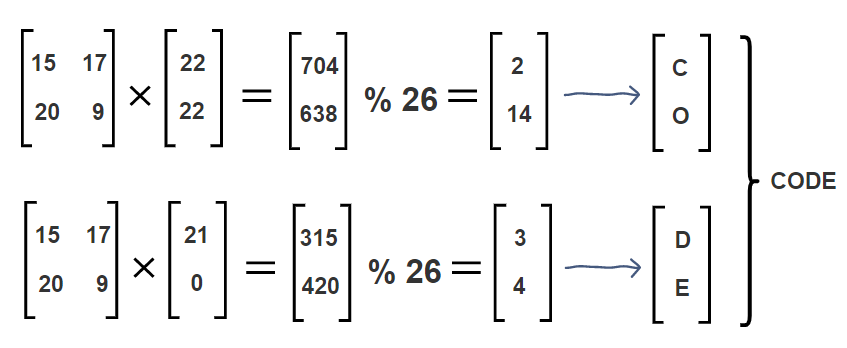 15 17 22 704 2 C
× = % 26 = →
20 9 22 638 14 O
CODE
15 17 21 315 3 D
× = % 26 = →
20 9 0 420 4 E